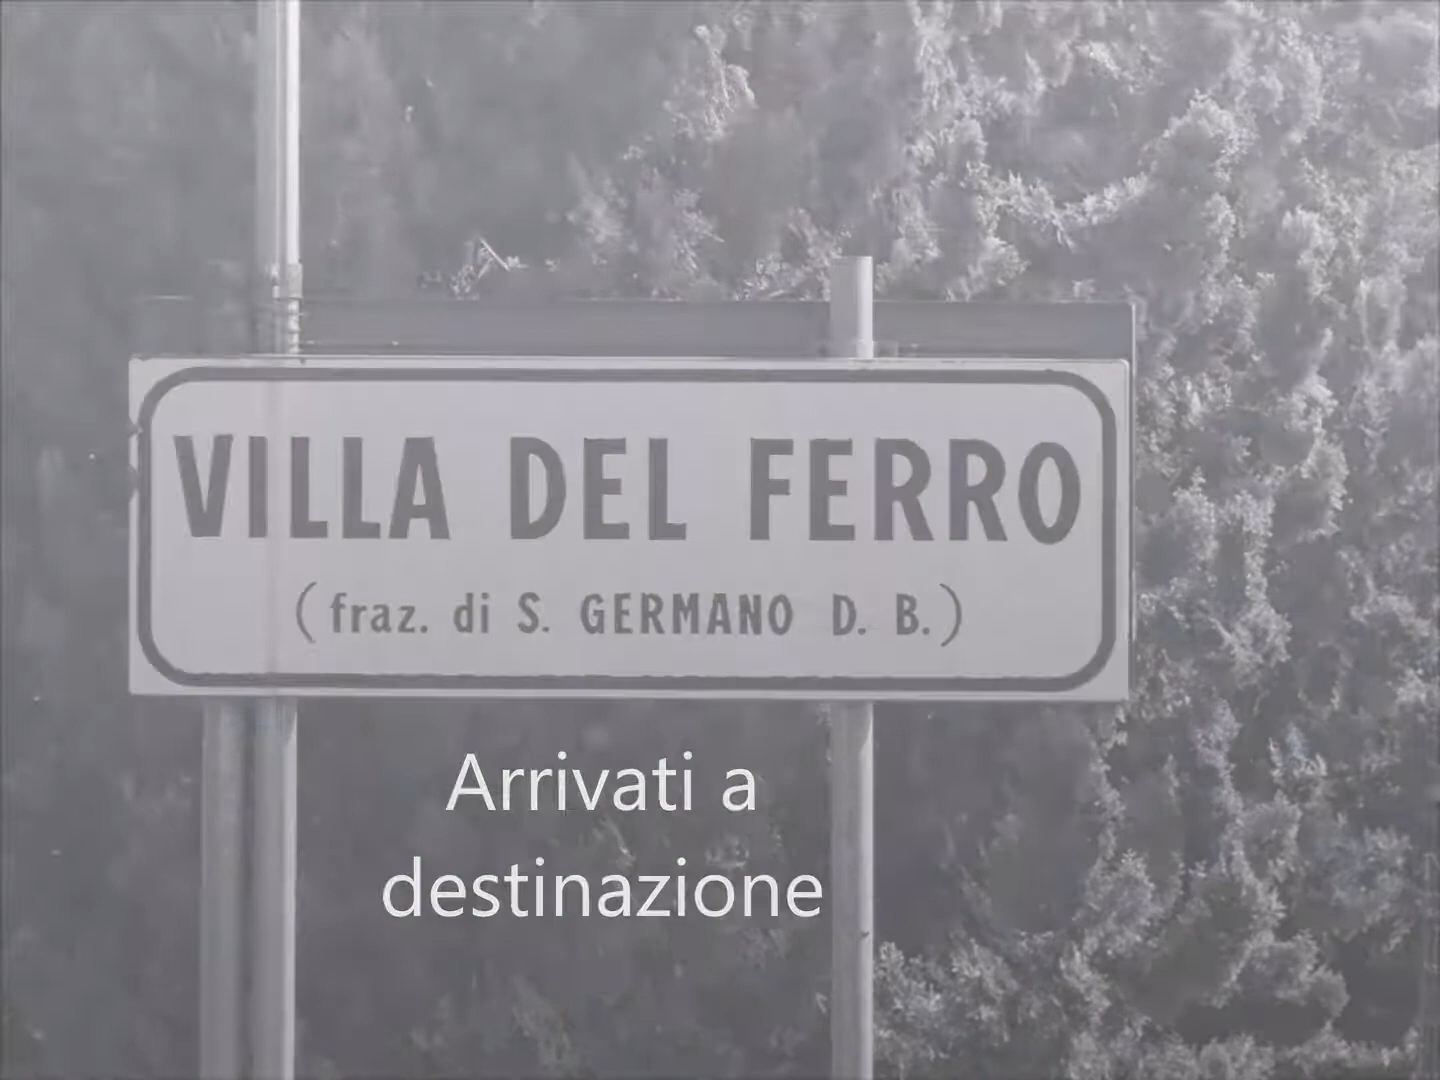 VILLA DEL FERRO
(fraz. di S. GERMANO D. B.)
Arrivati a
destinazione